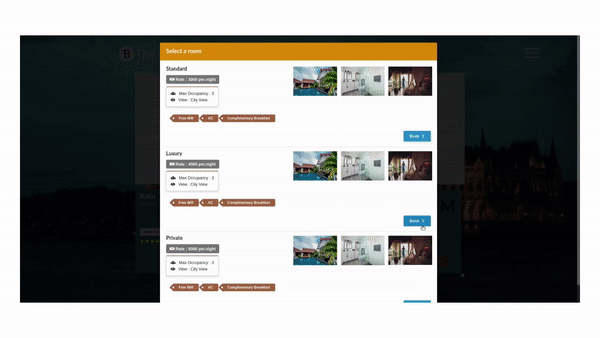 Select a room
Standard
Rate : 3000 per.night
Max Occupancy : 3
View : City View
Free Wifi
AC
Complimentary Breakfast
Book
Luxury
Rate : 4500 per.night
Max Occupancy : 3
View : City View
Free Wifi
AC
Complimentary Breakfast
Book
Private
Rate : 5000 per.night
Max Occupancy : 3
View : City View
Free Wifi
AC
Complimentary Breakfast